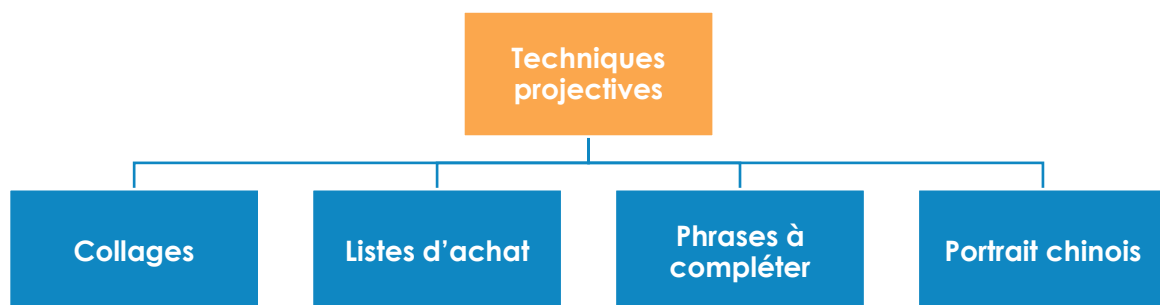 Techniques
projectives
Collages
Listes d'achat
Phrases à
compléter
Portrait chinois